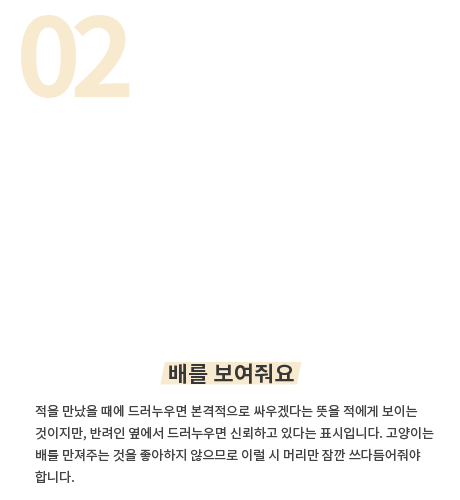 02
배를 보여줘요
적을 만났을 때에 드러누우면 본격적으로 싸우겠다는 뜻을 적에게 보이는
것이지만, 반려인 옆에서 드러누우면 신뢰하고 있다는 표시입니다. 고양이는
배를 만져주는 것을 좋아하지 않으므로 이럴 시 머리만 잠깐 쓰다듬어줘야
합니다.